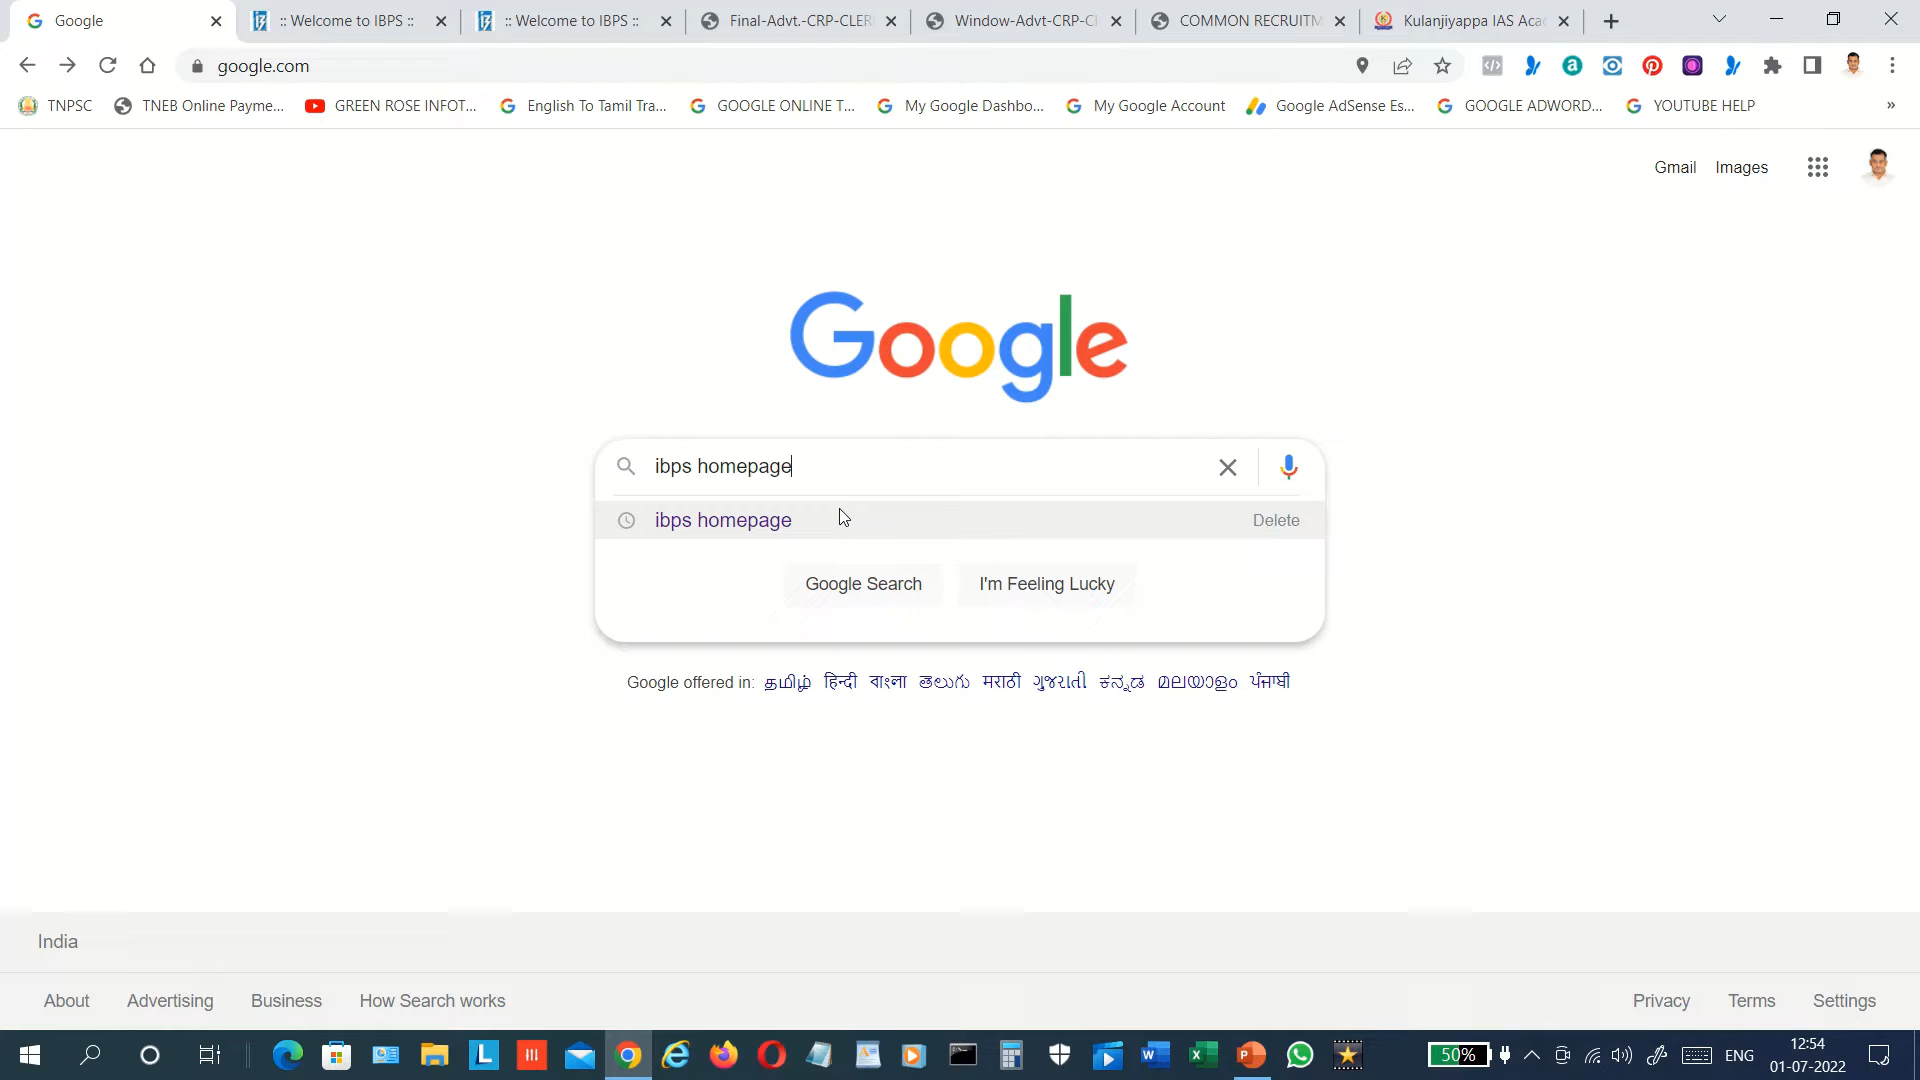 Google
:: Welcome to IBPS ::
:: Welcome to IBPS ::
Final-Advt.-CRP-CLER
Window-Advt-CRP-Cl
COMMON RECRUITM
Kulanjiyappa IAS Aca
google.com
TNPSC
TNEB Online Payme...
GREEN ROSE INFOT...
English To Tamil Tra...
GOOGLE ONLINE T...
My Google Dashbo...
My Google Account
Google AdSense Es...
GOOGLE ADWORD...
YOUTUBE HELP
»
Gmail Images
Google
ibps homepage
ibps homepage Delete
Google Search I'm Feeling Lucky
Google offered in: தமிழ் हिन्दी বাংলা తెలుగు मराठी ગુજરાતી ಕನ್ನಡ മലയാളം ਪੰਜਾਬੀ
India
About Advertising Business How Search works Privacy Terms Settings
50% ENG 12:54
01-07-2022